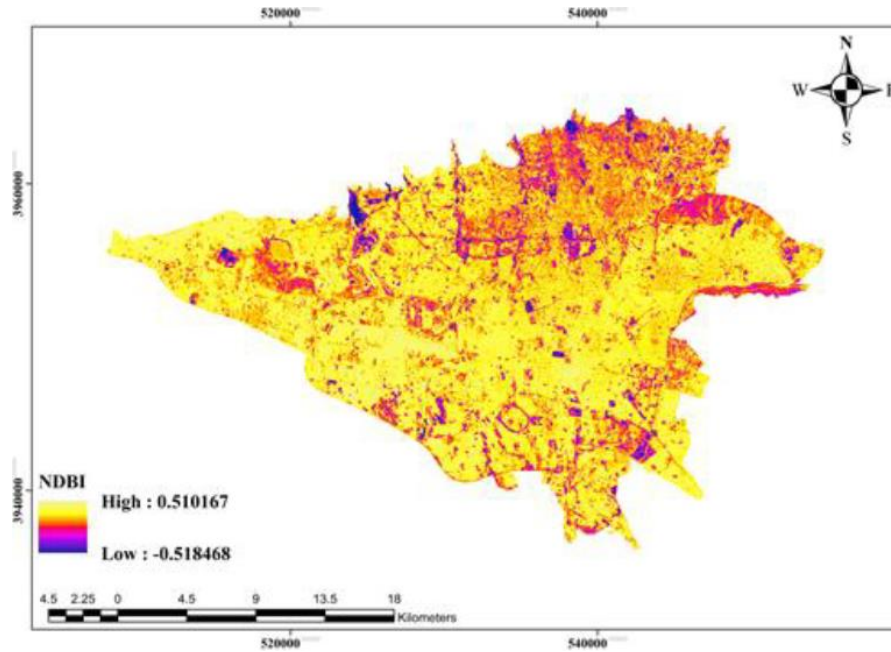 520000 540000
N
W E
S
3960000
3940000
NDBI
High : 0.510167
Low : -0.518468
4.5 2.25 0 4.5 9 13.5 18
Kilometers
520000 540000